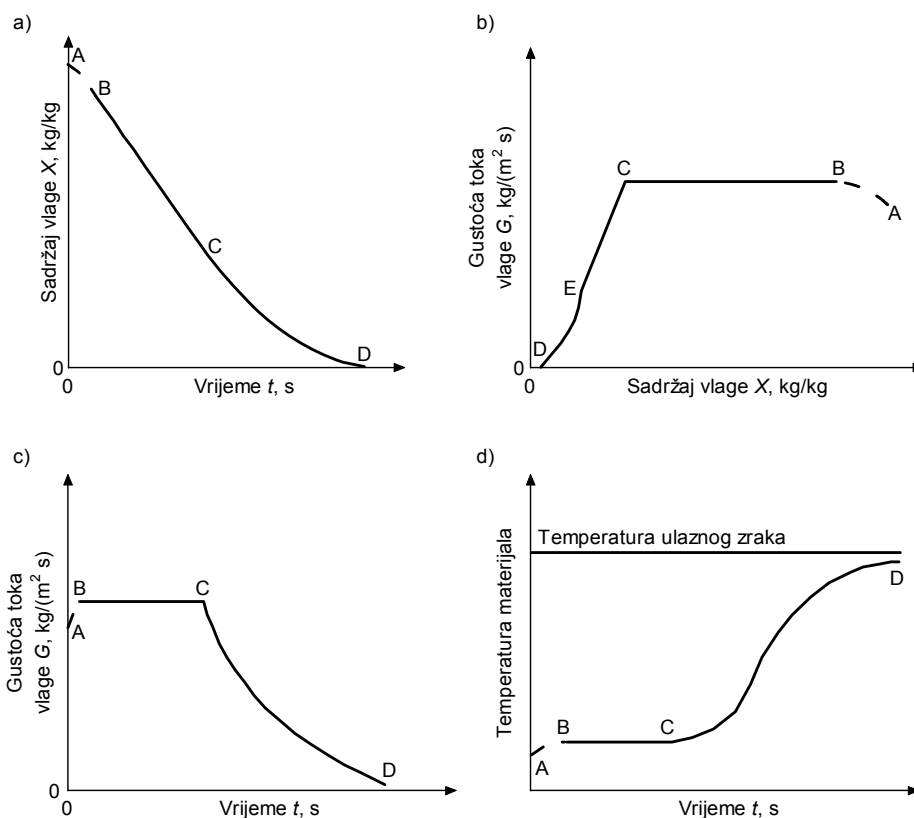 a)
A
B
C
D
Sadržaj vlage X, kg/kg
0
0
Vrijeme t, s
b)
C
B
A
E
D
Gustoća toka
vlage G, kg/(m² s)
0
0
Sadržaj vlage X, kg/kg
c)
B
C
A
D
Gustoća toka
vlage G, kg/(m² s)
0
0
Vrijeme t, s
d)
Temperatura ulaznog zraka
D
B
C
A
Temperatura materijala
0
Vrijeme t, s